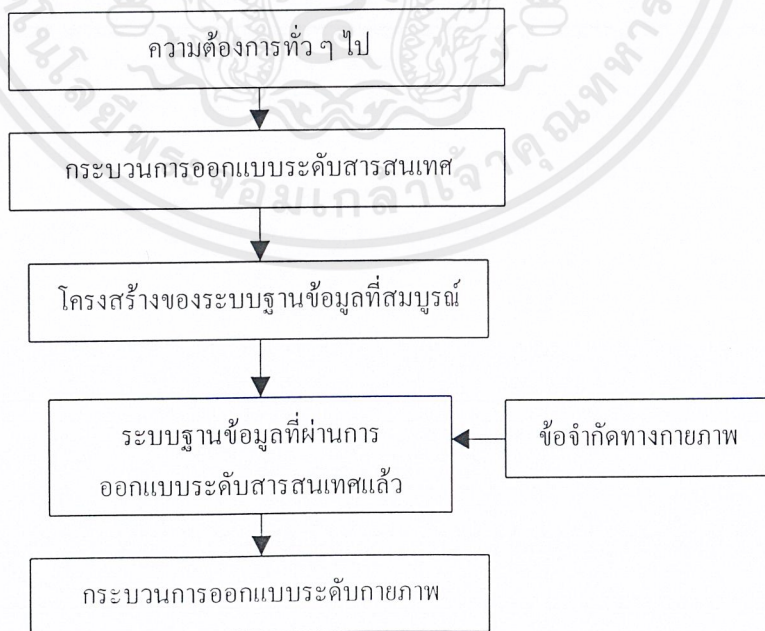 ความต้องการทั่ว ๆ ไป
กระบวนการออกแบบระดับสารสนเทศ
โครงสร้างของระบบฐานข้อมูลที่สมบูรณ์
ระบบฐานข้อมูลที่ผ่านการ
ออกแบบระดับสารสนเทศแล้ว
ข้อจำกัดทางกายภาพ
กระบวนการออกแบบระดับกายภาพ